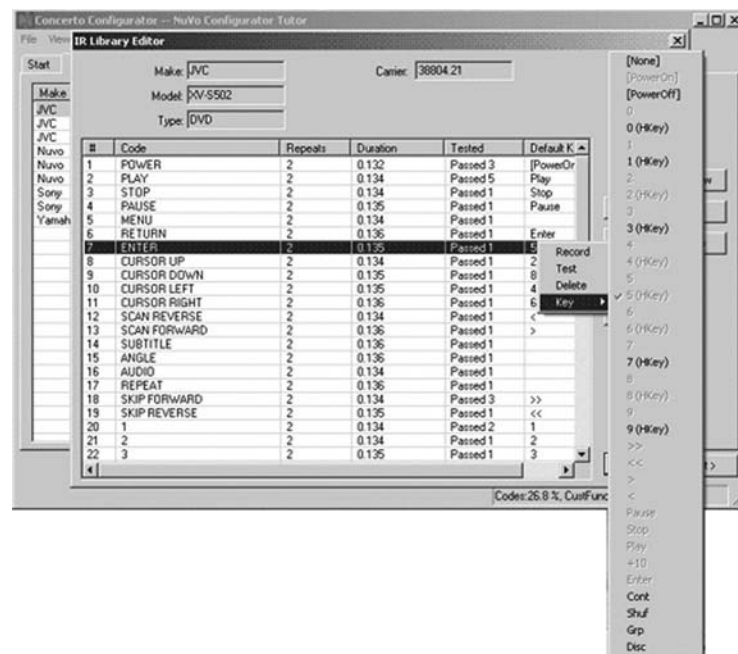 Concerto Configurator -- NuVo Configurator Tutor
File View
IR Library Editor
Start
Make: JVC
Carrier: 38804.21
Model: XV-S502
Type: DVD
Make
JVC
JVC
JVC
Nuvo
Nuvo
Nuvo
Sony
Sony
Yamah
# Code Repeats Duration Tested Default K
1 POWER 2 0.132 Passed 3 [PowerOr
2 PLAY 2 0.134 Passed 5 Play
3 STOP 2 0.134 Passed 1 Stop
4 PAUSE 2 0.135 Passed 1 Pause
5 MENU 2 0.134 Passed 1
6 RETURN 2 0.136 Passed 1 Enter
7 ENTER 2 0.135 Passed 1 5
8 CURSOR UP 2 0.134 Passed 1 2
9 CURSOR DOWN 2 0.135 Passed 1 8
10 CURSOR LEFT 2 0.135 Passed 1 4
11 CURSOR RIGHT 2 0.136 Passed 1 6
12 SCAN REVERSE 2 0.134 Passed 1 <
13 SCAN FORWARD 2 0.136 Passed 1 >
14 SUBTITLE 2 0.136 Passed 1
15 ANGLE 2 0.136 Passed 1
16 AUDIO 2 0.134 Passed 1
17 REPEAT 2 0.136 Passed 1
18 SKIP FORWARD 2 0.134 Passed 3 >>
19 SKIP REVERSE 2 0.135 Passed 1 <<
20 1 2 0.134 Passed 2 1
21 2 2 0.134 Passed 1 2
22 3 2 0.135 Passed 1 3
Record
Test
Delete
Key
[None]
[PowerOn]
[PowerOff]
0
0 (HKey)
1
1 (HKey)
2
2 (HKey)
3
3 (HKey)
4
4 (HKey)
5
5 (HKey)
6
6 (HKey)
7
7 (HKey)
8
8 (HKey)
9
9 (HKey)
>>
<<
>
<
Pause
Stop
Play
+10
Enter
Cont
Shuf
Grp
Disc
Codes:26.8 %, CustFunc